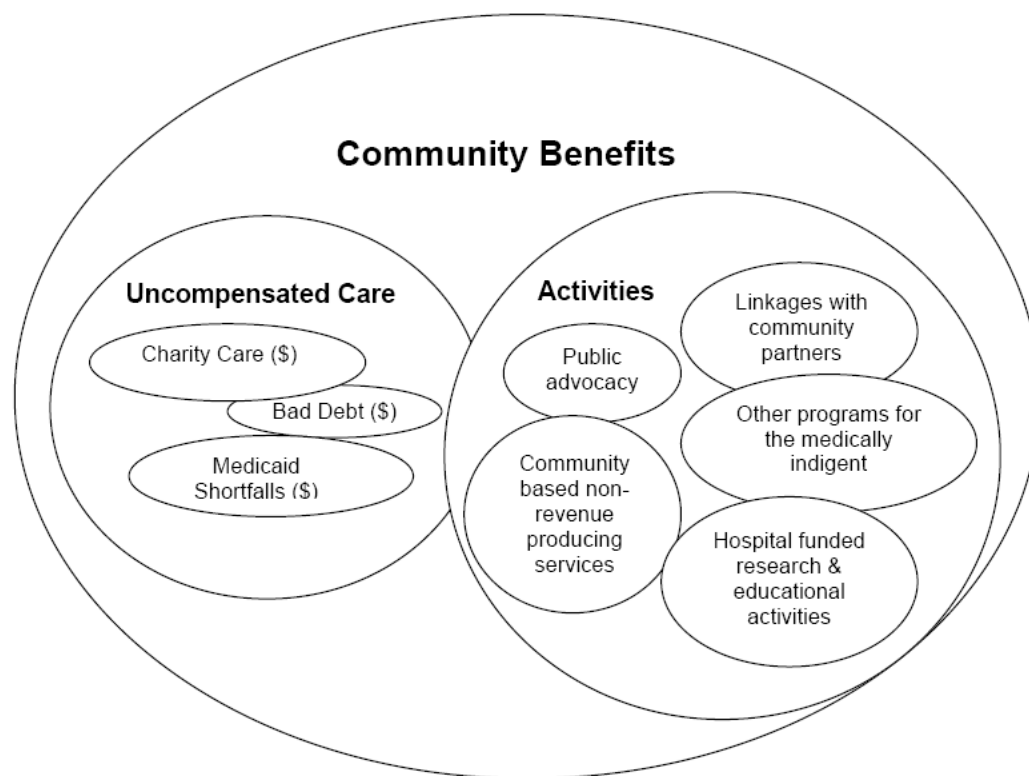 Community Benefits
Uncompensated Care
Charity Care ($)
Bad Debt ($)
Medicaid
Shortfalls ($)
Activities
Public
advocacy
Community
based non-
revenue
producing
services
Linkages with
community
partners
Other programs for
the medically
indigent
Hospital funded
research &
educational
activities